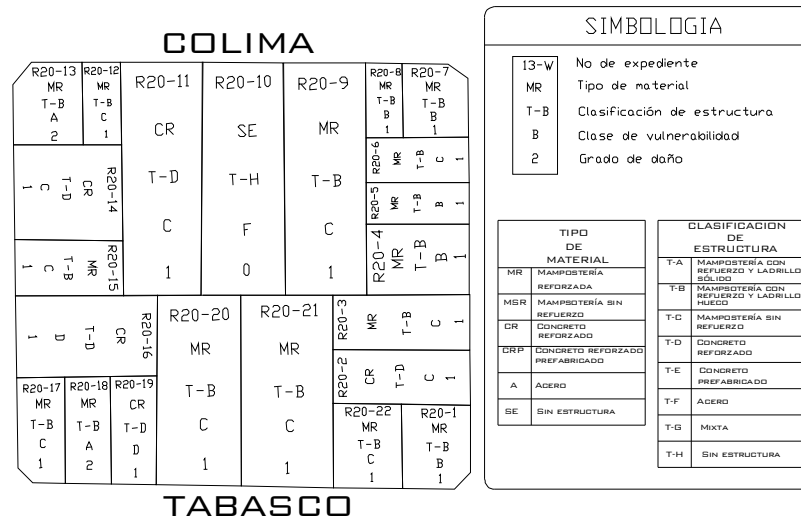 COLIMA
R20-13
MR
T-B
A
2
R20-12
MR
T-B
C
1
R20-11
CR
T-D
C
1
R20-10
SE
T-H
F
0
R20-9
MR
T-B
C
1
R20-8
MR
T-B
B
1
R20-7
MR
T-B
B
1
R20-6
MR
T-B
C
1
R20-5
MR
T-B
B
1
R20-4
MR
T-B
B
1
R20-14
CR
T-D
C
1
R20-15
MR
T-B
C
1
R20-16
CR
T-D
D
1
R20-20
MR
T-B
C
1
R20-21
MR
T-B
C
1
R20-3
MR
T-B
C
1
R20-2
CR
T-D
C
1
R20-17
MR
T-B
C
1
R20-18
MR
T-B
A
2
R20-19
CR
T-D
D
1
R20-22
MR
T-B
C
1
R20-1
MR
T-B
B
1
TABASCO
SIMBOLOGIA
13-W No de expediente
MR Tipo de material
T-B Clasificación de estructura
B Clase de vulnerabilidad
2 Grado de daño
TIPO
DE
MATERIAL
MR MAMPOSTERÍA
REFORZADA
MSR MAMPSOTERÍA SIN
REFUERZO
CR CONCRETO
REFORZADO
CRP CONCRETO REFORZADO
PREFABRICADO
A ACERO
SE SIN ESTRUCTURA
CLASIFICACION
DE
ESTRUCTURA
T-A MAMPOSTERÍA CON
REFUERZO Y LADRILLO
SÓLIDO
T-B MAMPSOTERÍA CON
REFUERZO Y LADRILLO
HUECO
T-C MAMPOSTERÍA SIN
REFUERZO
T-D CONCRETO
REFORZADO
T-E CONCRETO
PREFABRICADO
T-F ACERO
T-G MIXTA
T-H SIN ESTRUCTURA